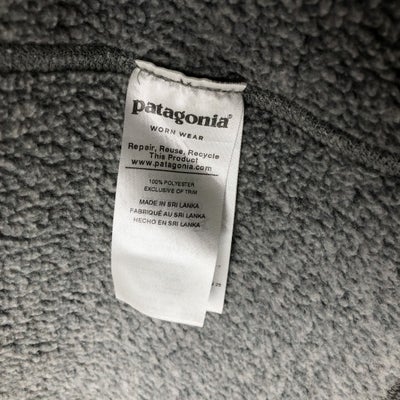 patagonia®
WORN WEAR
Repair, Reuse, Recycle
This Product
www.patagonia.com
100% POLYESTER
EXCLUSIVE OF TRIM
MADE IN SRI LANKA
FABRIQUÉ AU SRI LANKA
HECHO EN SRI LANKA